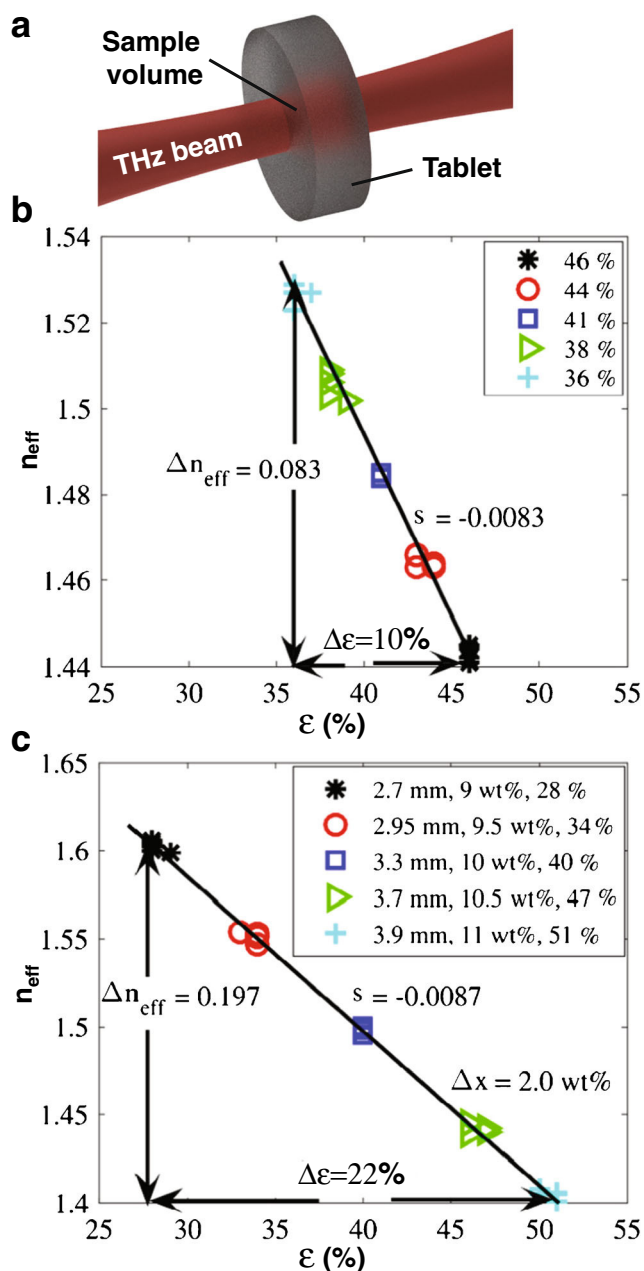 a
Sample
volume
THz beam
Tablet
b
1.54
1.52
1.5
1.48
1.46
1.44
n_eff
46 %
44 %
41 %
38 %
36 %
Δn_eff = 0.083
s = -0.0083
Δε=10%
25 30 35 40 45 50 55
ε (%)
c
1.65
1.6
1.55
1.5
1.45
1.4
n_eff
2.7 mm, 9 wt%, 28 %
2.95 mm, 9.5 wt%, 34 %
3.3 mm, 10 wt%, 40 %
3.7 mm, 10.5 wt%, 47 %
3.9 mm, 11 wt%, 51 %
Δn_eff = 0.197
s = -0.0087
Δx = 2.0 wt%
Δε=22%
25 30 35 40 45 50 55
ε (%)